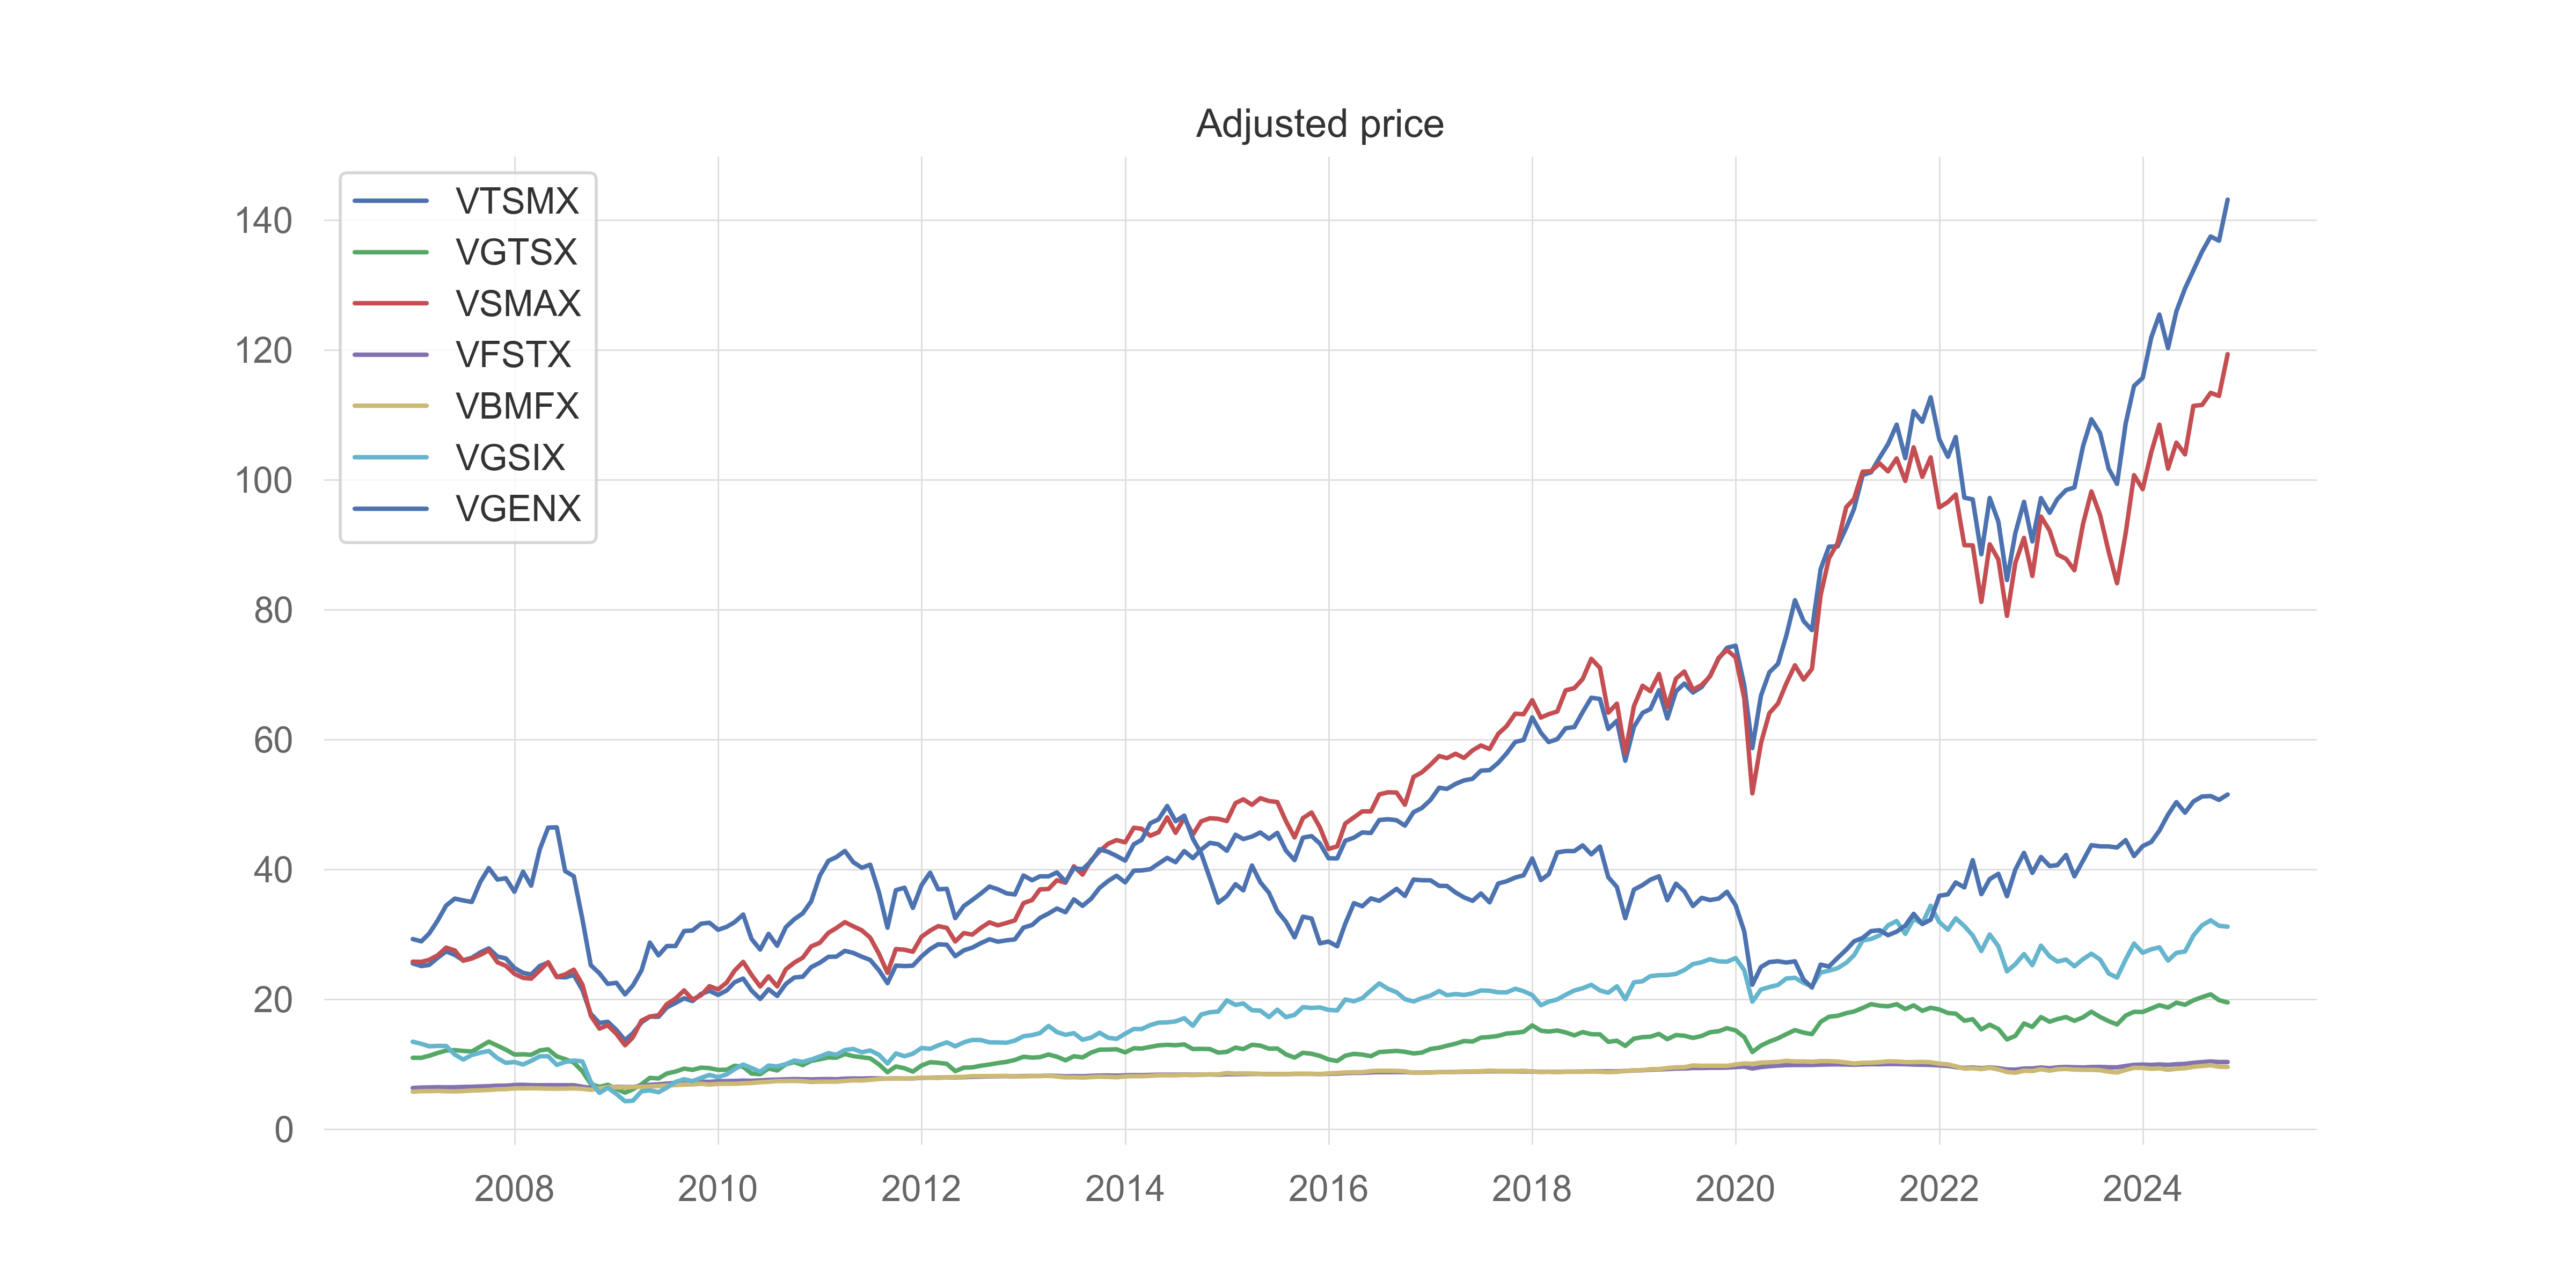 Adjusted price
VTSMX
VGTSX
VSMAX
VFSTX
VBMFX
VGSIX
VGENX
140
120
100
80
60
40
20
0
2008 2010 2012 2014 2016 2018 2020 2022 2024